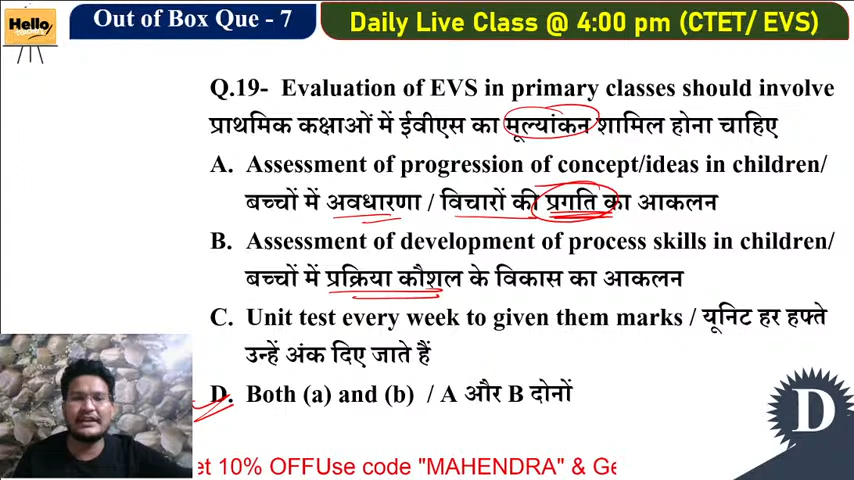 Hello
Out of Box Que - 7
Daily Live Class @ 4:00 pm (CTET/ EVS)
Q.19- Evaluation of EVS in primary classes should involve
प्राथमिक कक्षाओं में ईवीएस का मूल्यांकन शामिल होना चाहिए
A. Assessment of progression of concept/ideas in children/
बच्चों में अवधारणा / विचारों की प्रगति का आकलन
B. Assessment of development of process skills in children/
बच्चों में प्रक्रिया कौशल के विकास का आकलन
C. Unit test every week to given them marks / यूनिट हर हफ्ते
उन्हें अंक दिए जाते हैं
D. Both (a) and (b) / A और B दोनों
D
et 10% OFFUse code "MAHENDRA" & Ge